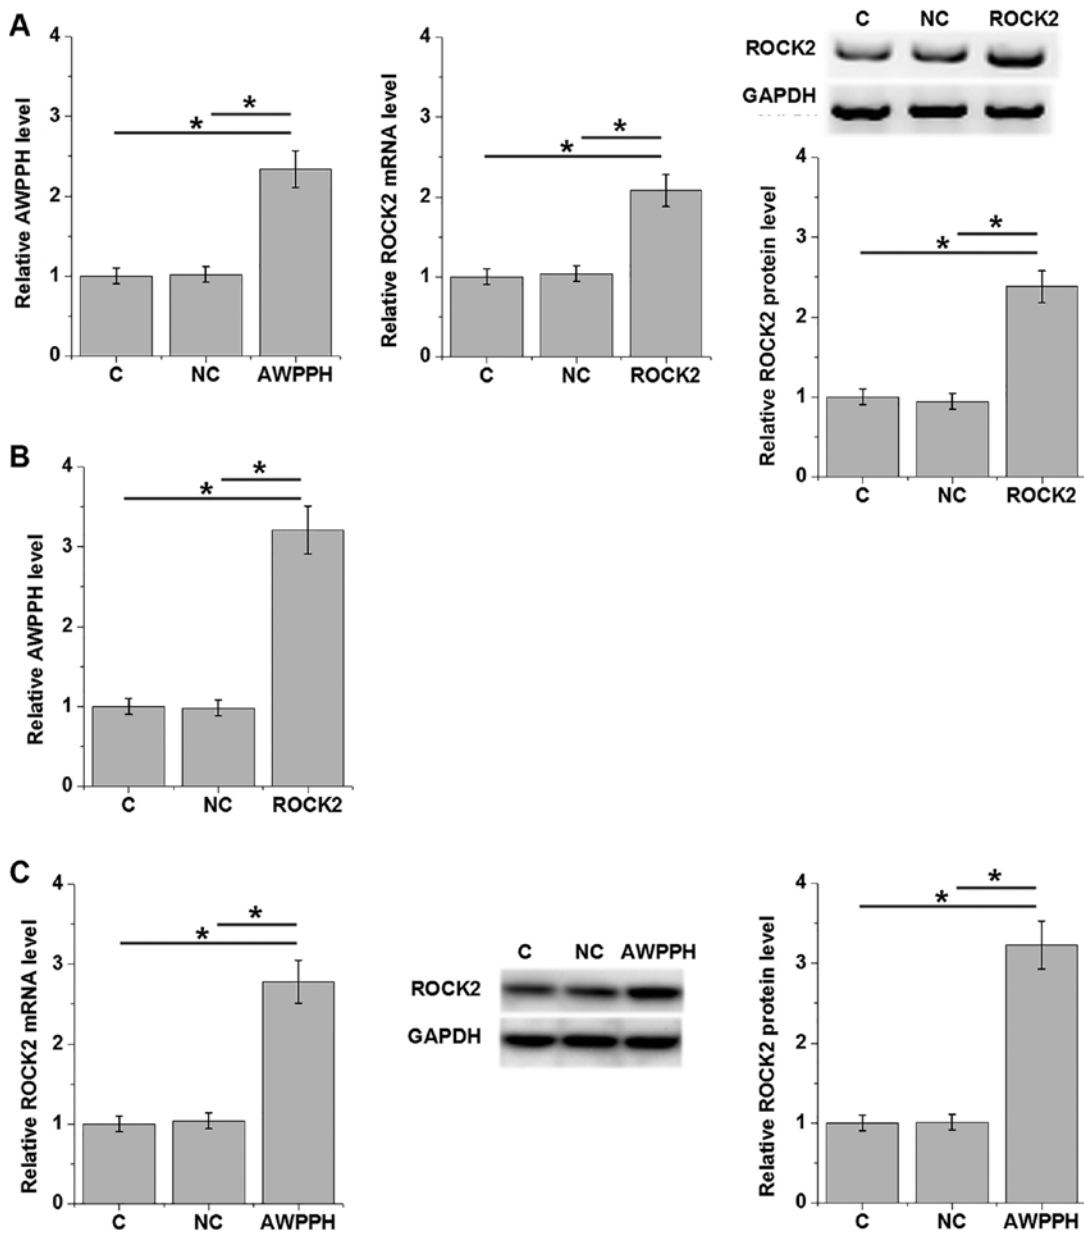 A
Relative AWPPH level
4
3
2
1
0
*
*
C NC AWPPH
Relative ROCK2 mRNA level
4
3
2
1
0
*
*
C NC ROCK2
C NC ROCK2
ROCK2
GAPDH
Relative ROCK2 protein level
4
3
2
1
0
*
*
C NC ROCK2
B
Relative AWPPH level
4
3
2
1
0
*
*
C NC ROCK2
C
Relative ROCK2 mRNA level
4
3
2
1
0
*
*
C NC AWPPH
C NC AWPPH
ROCK2
GAPDH
Relative ROCK2 protein level
4
3
2
1
0
*
*
C NC AWPPH